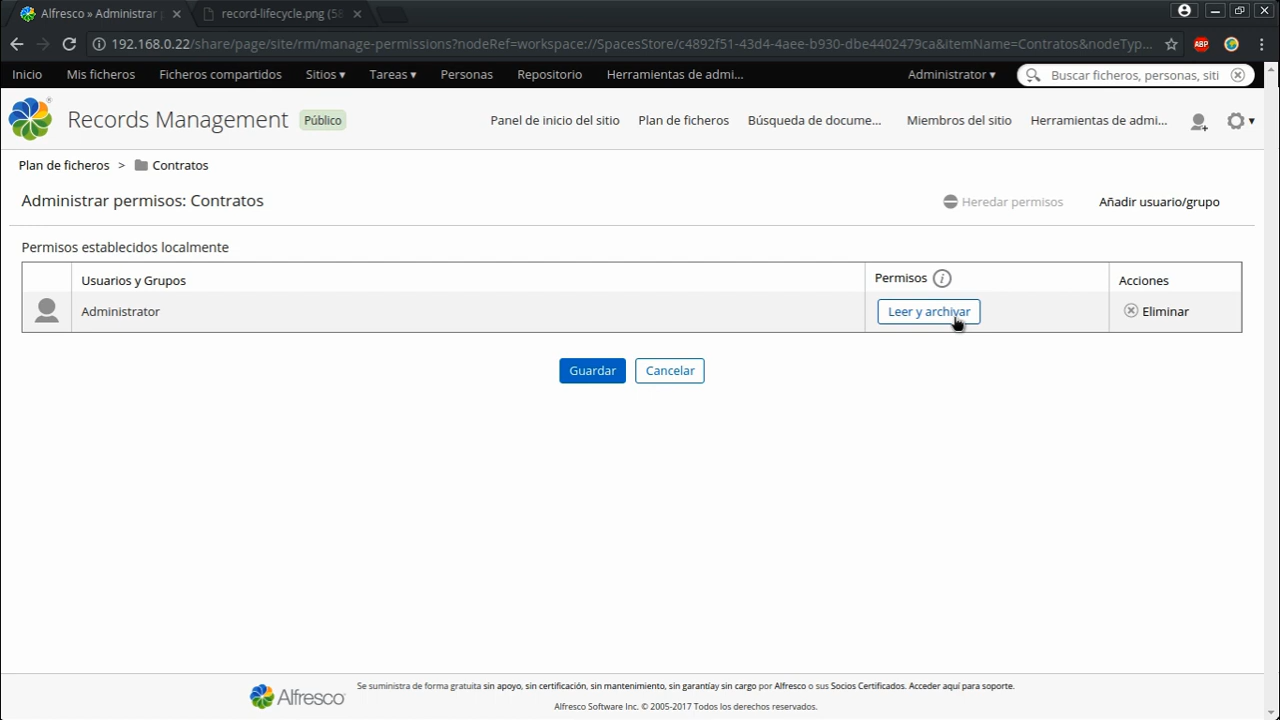 Alfresco » Administrar p
record-lifecycle.png (58
192.168.0.22/share/page/site/rm/manage-permissions?nodeRef=workspace://SpacesStore/c4892f51-43d4-4aee-b930-dbe4402479ca&itemName=Contratos&nodeTyp...
ABP
Inicio Mis ficheros Ficheros compartidos Sitios ▾ Tareas ▾ Personas Repositorio Herramientas de admi... Administrator ▾ Buscar ficheros, personas, siti
Records Management Público Panel de inicio del sitio Plan de ficheros Búsqueda de docume... Miembros del sitio Herramientas de admi...
Plan de ficheros > Contratos
Administrar permisos: Contratos Heredar permisos Añadir usuario/grupo
Permisos establecidos localmente
Usuarios y Grupos Permisos i Acciones
Administrator Leer y archivar Eliminar
Guardar Cancelar
Alfresco
Se suministra de forma gratuita sin apoyo, sin certificación, sin mantenimiento, sin garantíay sin cargo por Alfresco o sus Socios Certificados. Acceder aquí para soporte.
Alfresco Software Inc. © 2005-2017 Todos los derechos reservados.